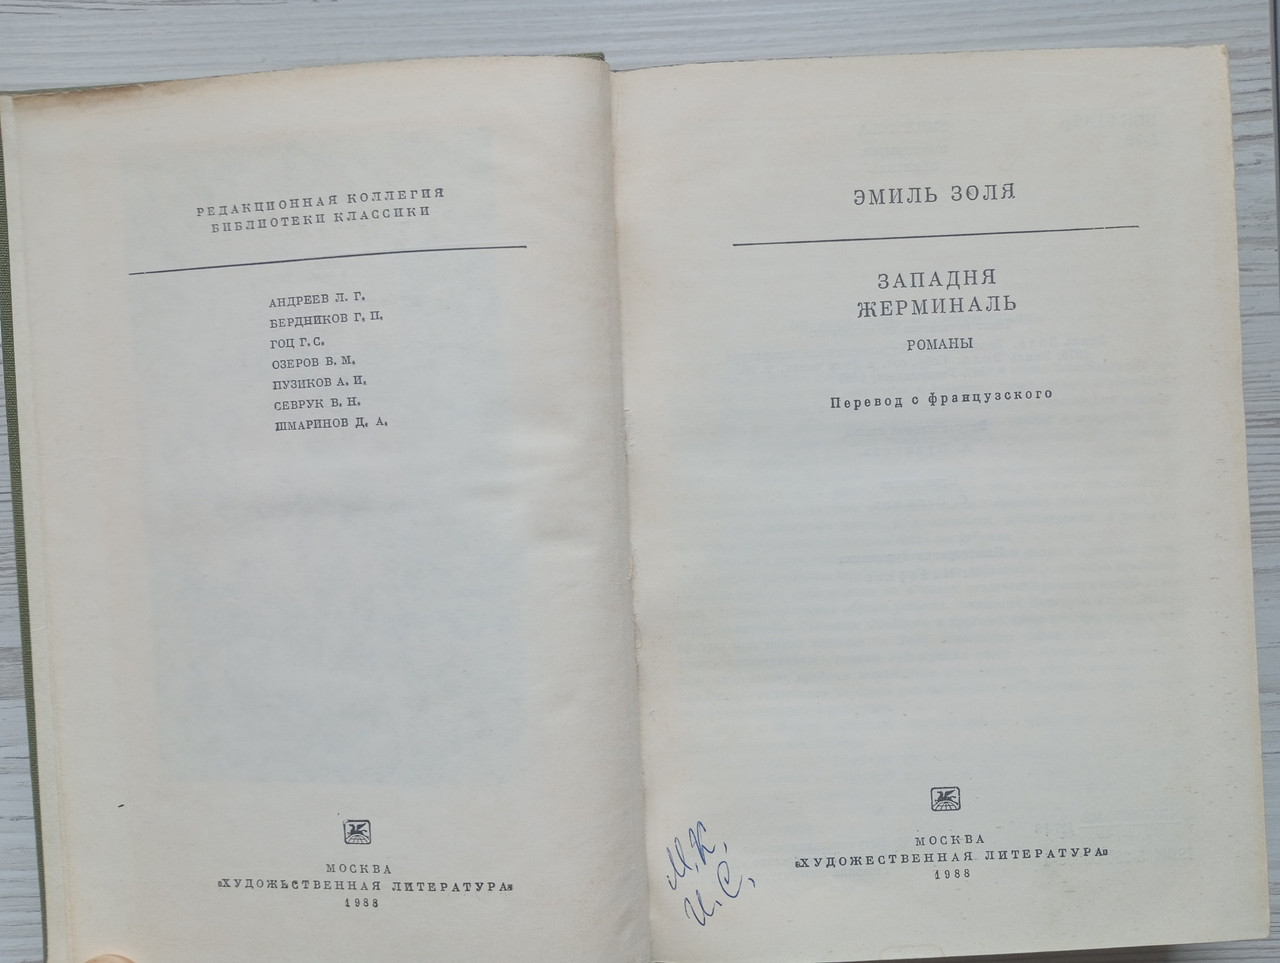 РЕДАКЦИОННАЯ КОЛЛЕГИЯ
БИБЛИОТЕКИ КЛАССИКИ
АНДРЕЕВ Л. Г.
БЕРДНИКОВ Г. П.
ГОЦ Г. С.
ОЗЕРОВ В. М.
ПУЗИКОВ А. И.
СЕВРУК В. Н.
ШМАРИНОВ Д. А.
МОСКВА
«ХУДОЖЕСТВЕННАЯ ЛИТЕРАТУРА»
1988
ЭМИЛЬ ЗОЛЯ
ЗАПАДНЯ
ЖЕРМИНАЛЬ
РОМАНЫ
Перевод с французского
М. К.
И. С.
МОСКВА
«ХУДОЖЕСТВЕННАЯ ЛИТЕРАТУРА»
1988